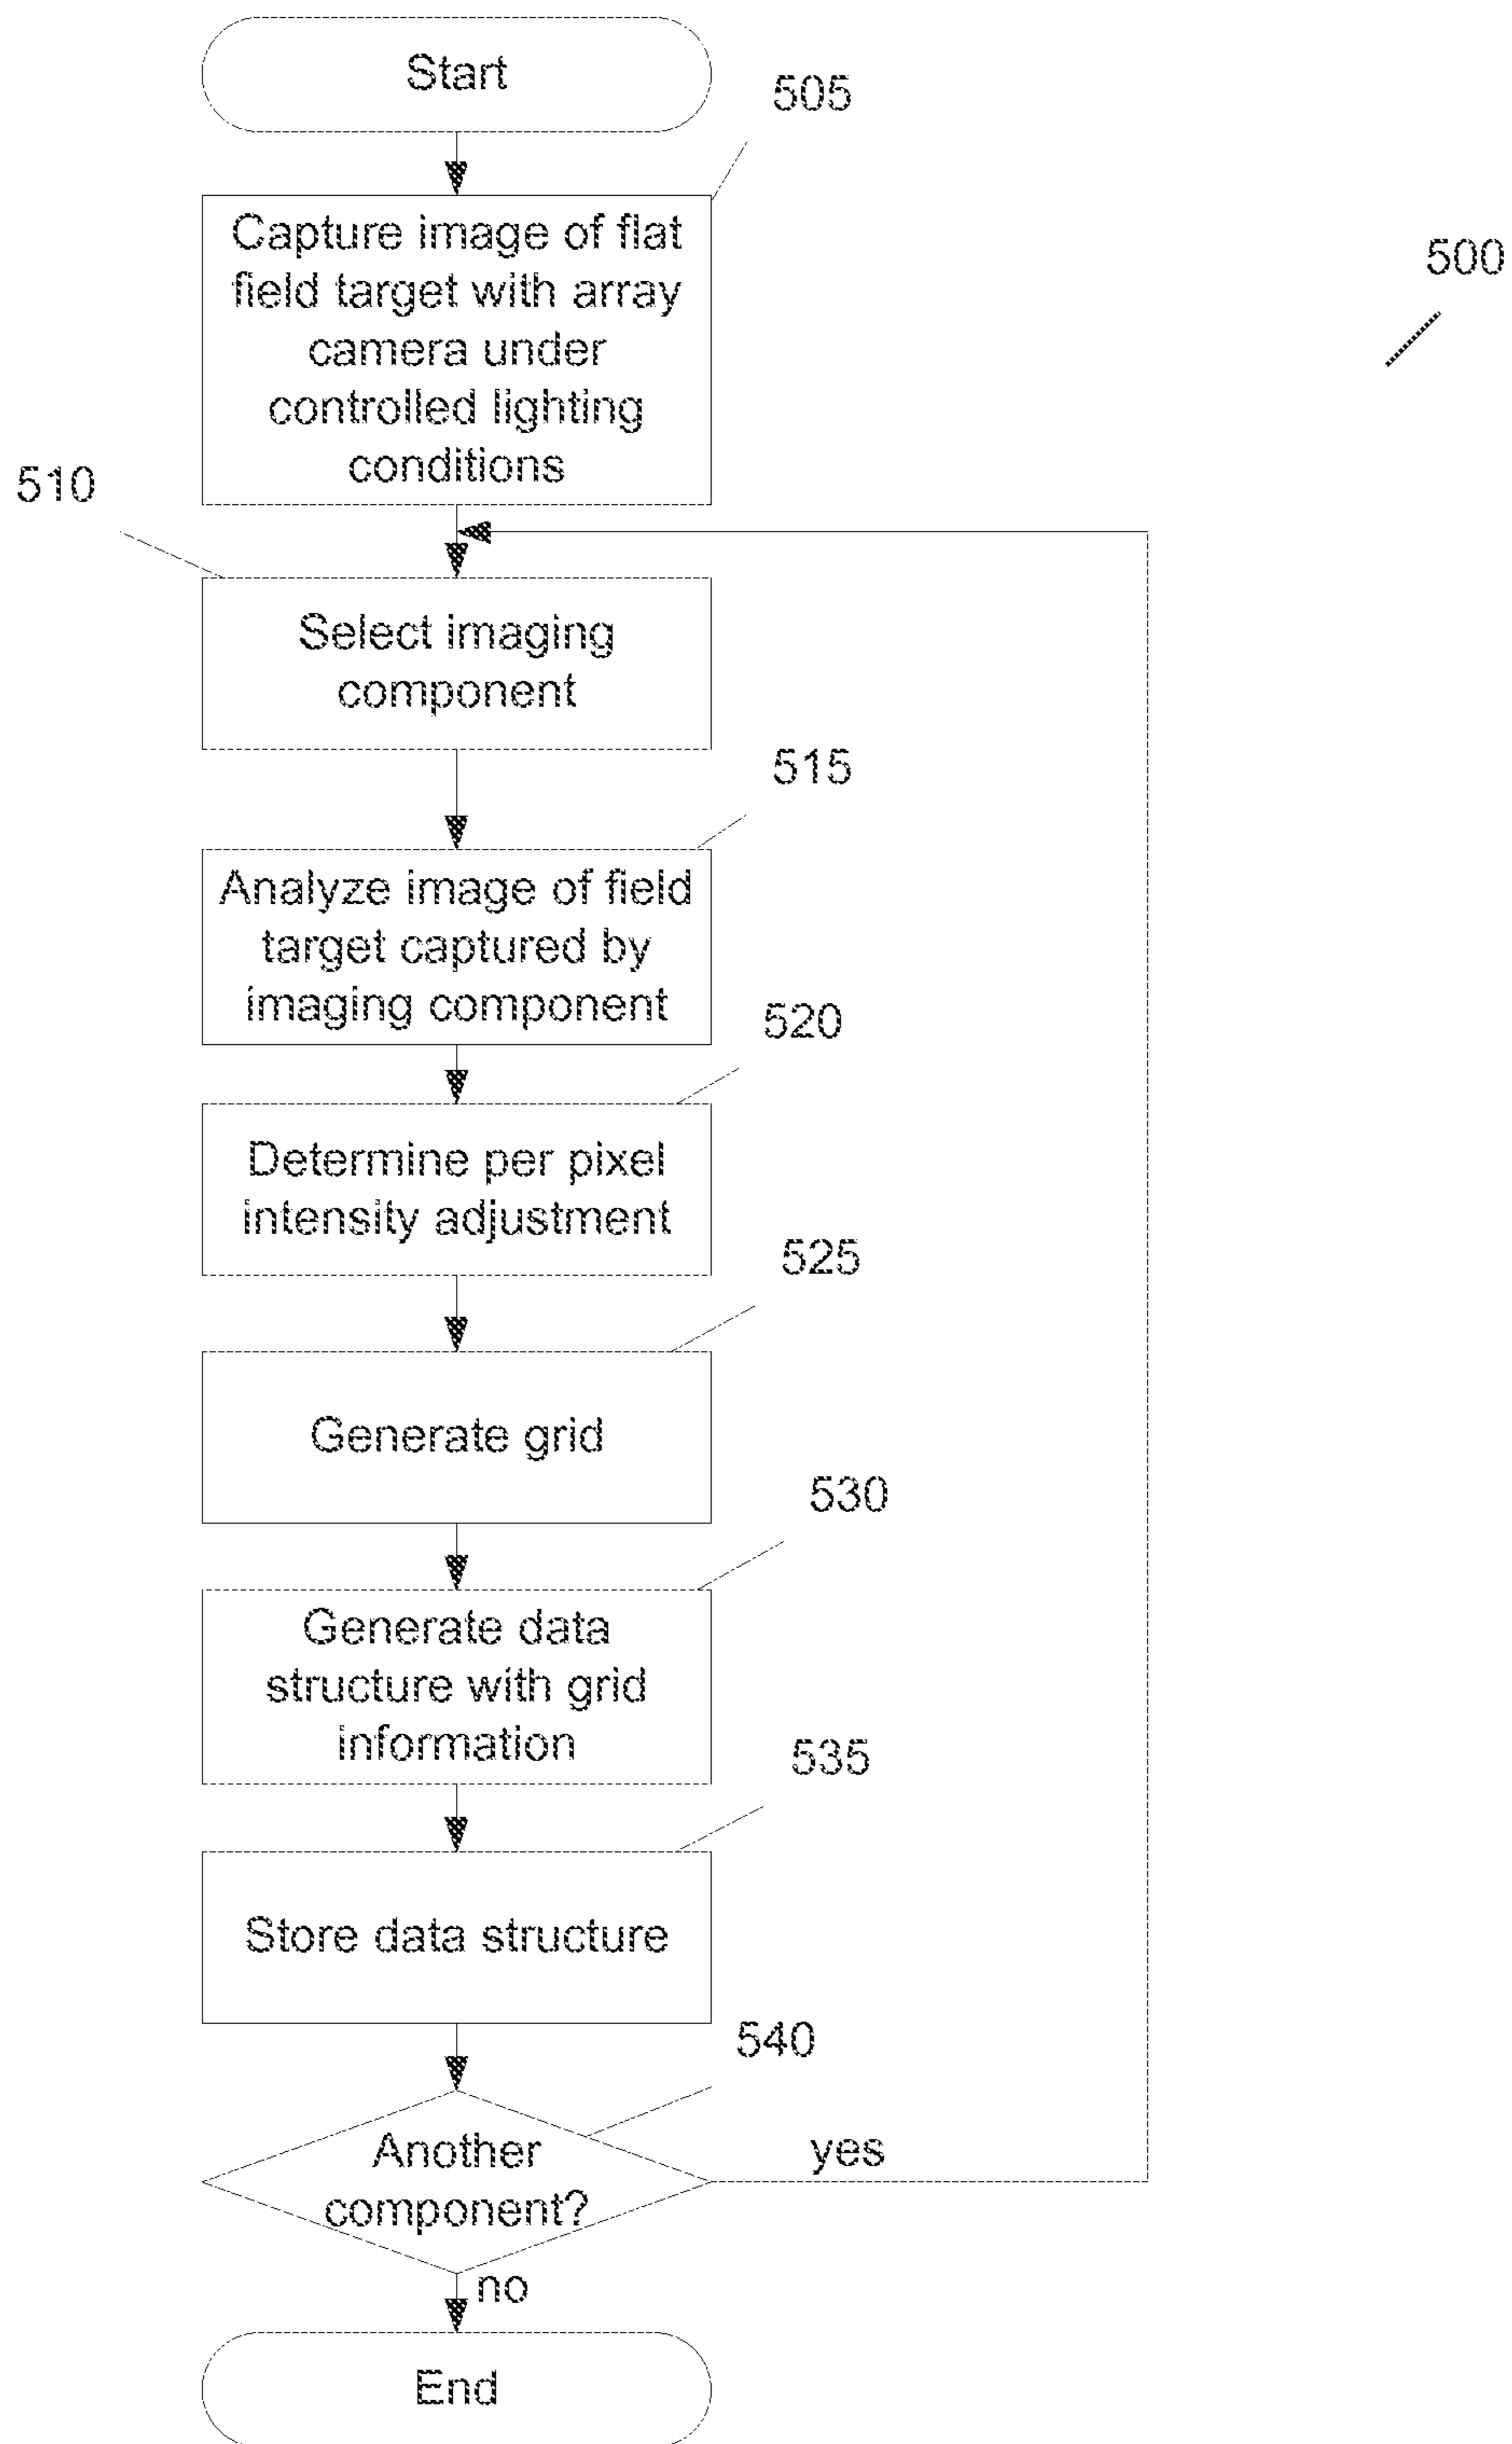 Start
505
Capture image of flat
field target with array
camera under
controlled lighting
conditions
500
510
Select imaging
component
515
Analyze image of field
target captured by
imaging component
520
Determine per pixel
intensity adjustment
525
Generate grid
530
Generate data
structure with grid
information
535
Store data structure
540
Another
component?
yes
no
End